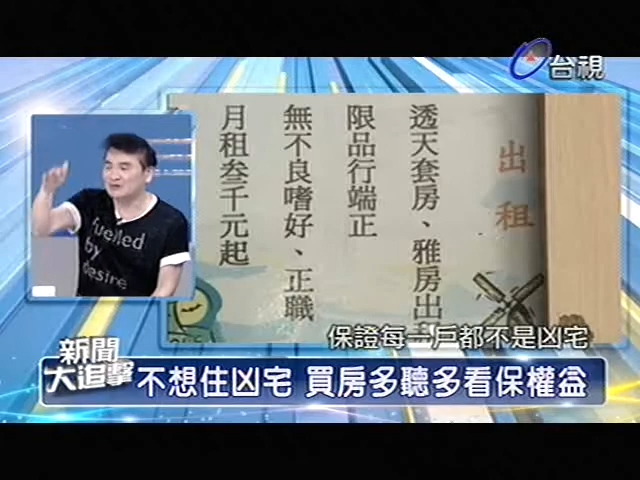 台視
出租
透天套房、雅房出
限品行端正
無不良嗜好、正職
月租叁千元起
fuelled
by
desire
保證每一戶都不是凶宅
新聞
大追擊
不想住凶宅 買房多聽多看保權益